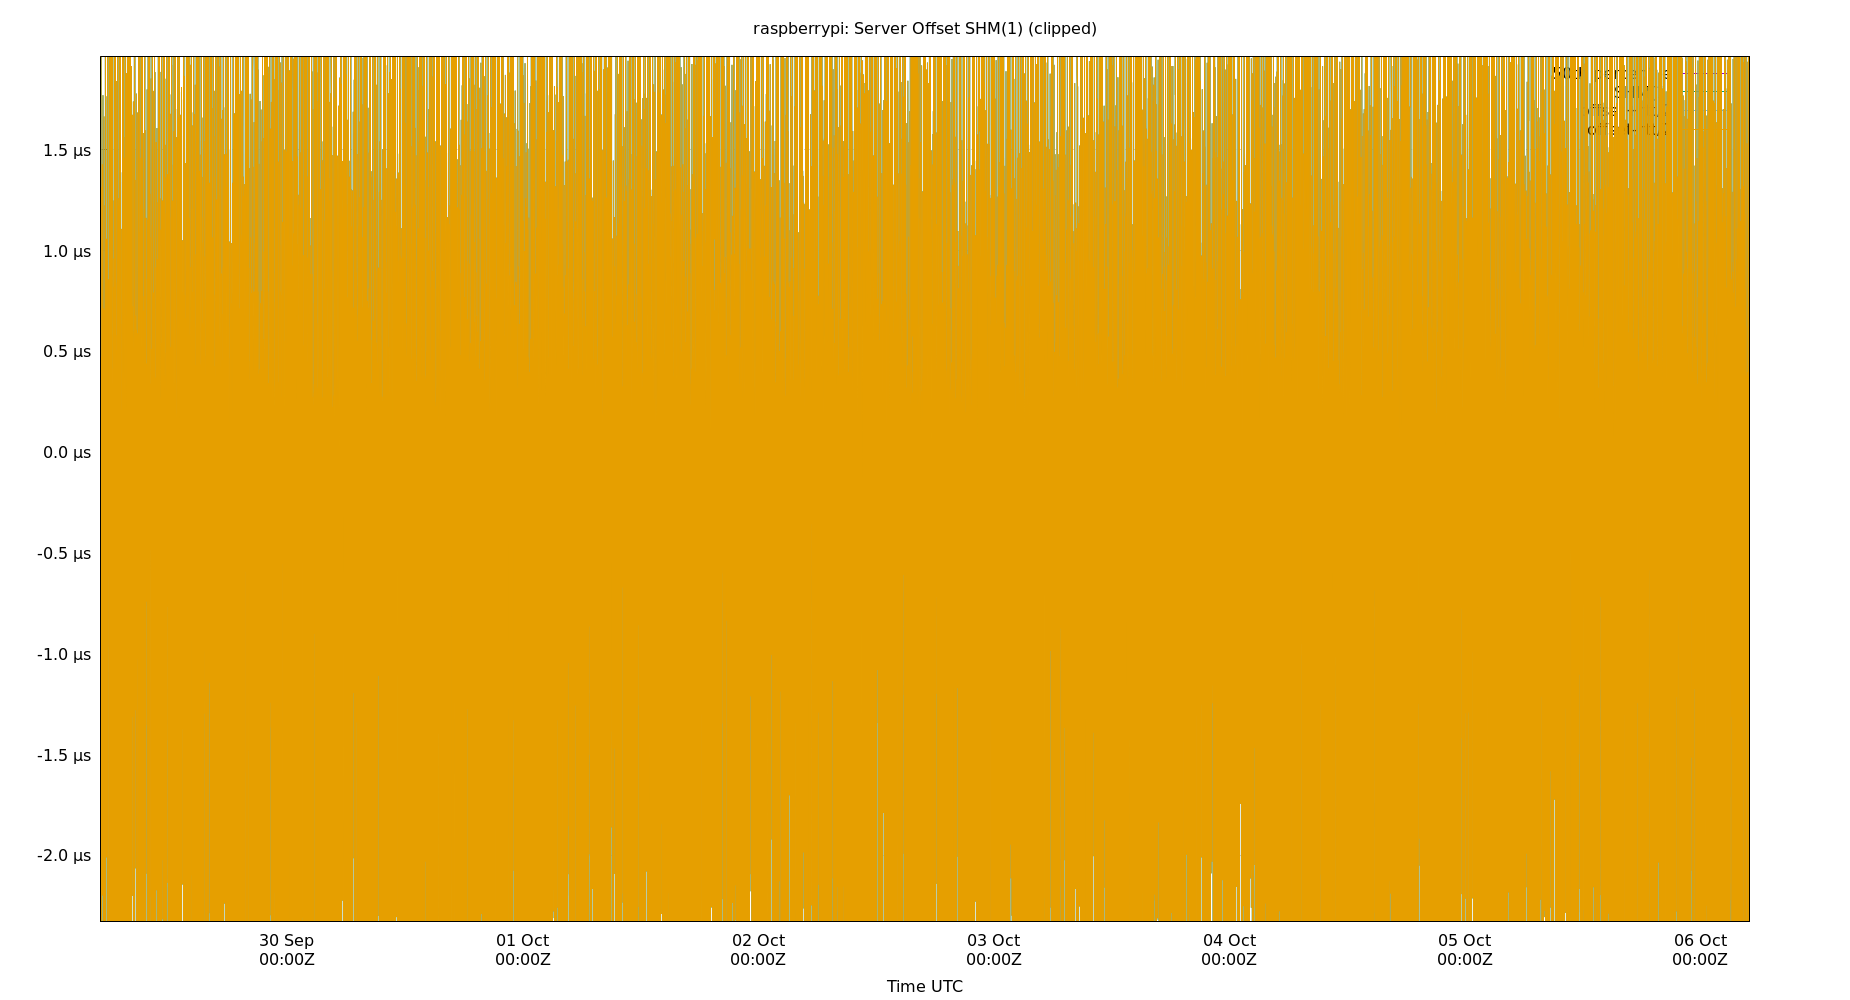 raspberrypi: Server Offset SHM(1) (clipped)
1.5 µs
1.0 µs
0.5 µs
0.0 µs
-0.5 µs
-1.0 µs
-1.5 µs
-2.0 µs
30 Sep
00:00Z
01 Oct
00:00Z
02 Oct
00:00Z
03 Oct
00:00Z
04 Oct
00:00Z
05 Oct
00:00Z
06 Oct
00:00Z
Time UTC